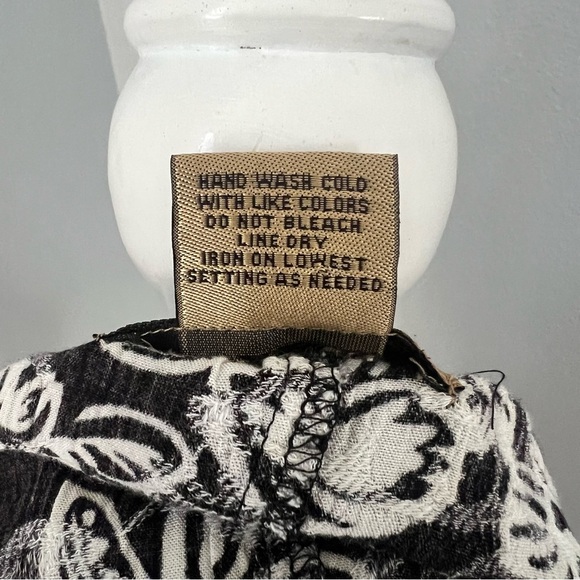 HAND WASH COLD
WITH LIKE COLORS
DO NOT BLEACH
LINE DRY
IRON ON LOWEST
SETTING AS NEEDED